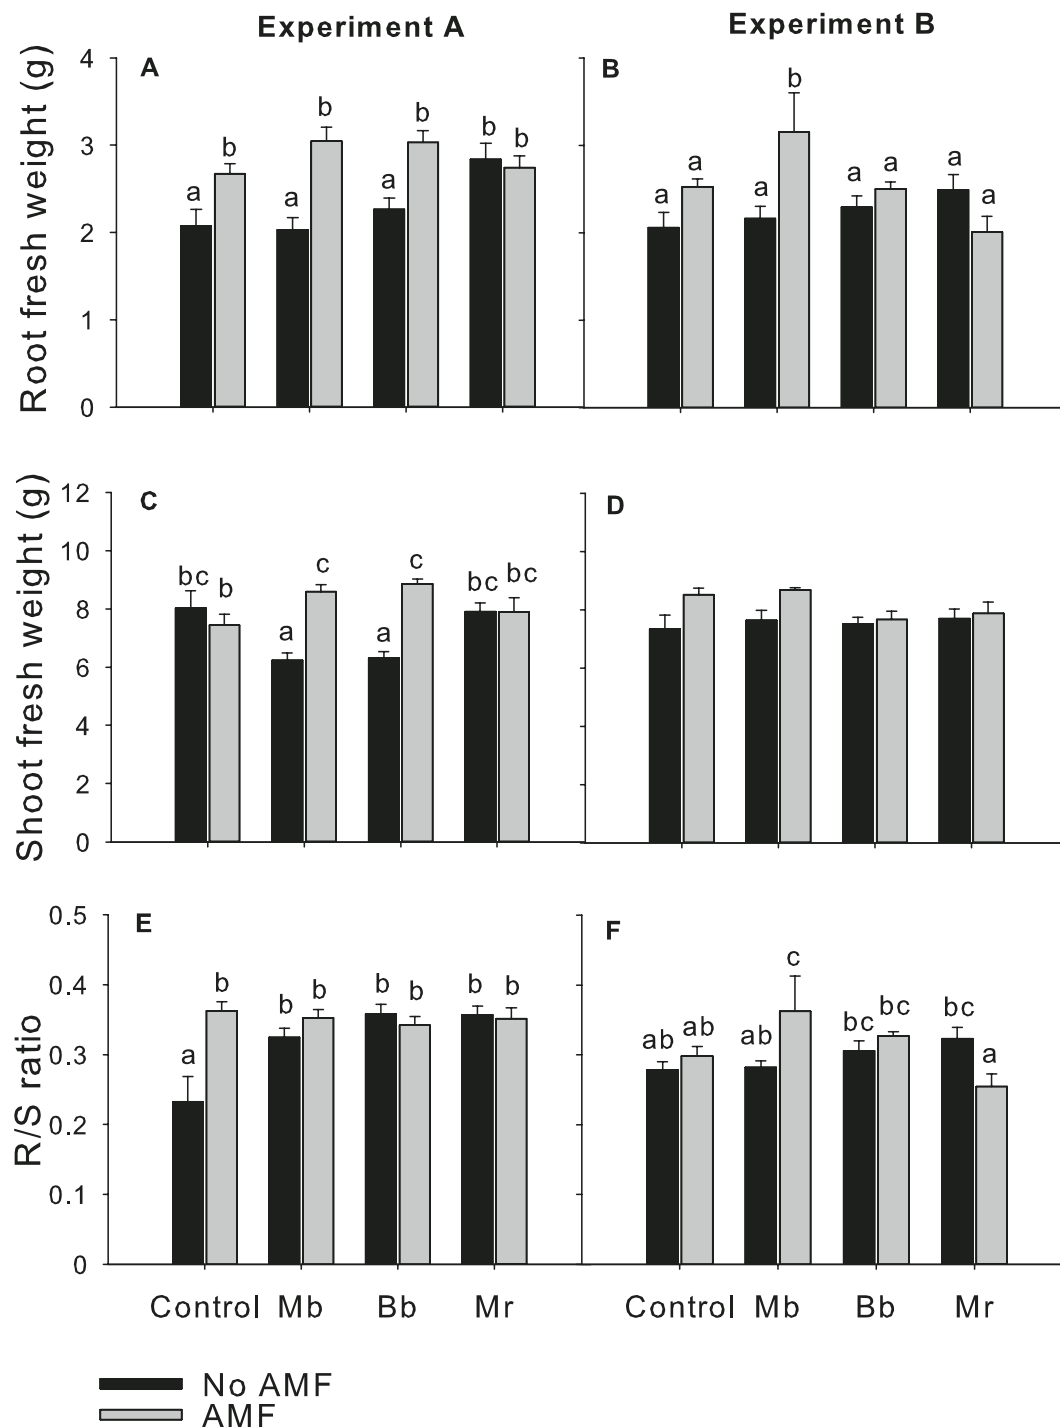 Experiment A Experiment B
Root fresh weight (g)
4
3
2
1
0
A
a b a b a b b b
B
a a a b a a a a
Shoot fresh weight (g)
12
10
8
6
4
2
0
C
bc b a c a c bc bc
D
R/S ratio
0.5
0.4
0.3
0.2
0.1
0
E
a b b b b b b b
F
ab ab ab c bc bc bc a
Control Mb Bb Mr Control Mb Bb Mr
No AMF
AMF